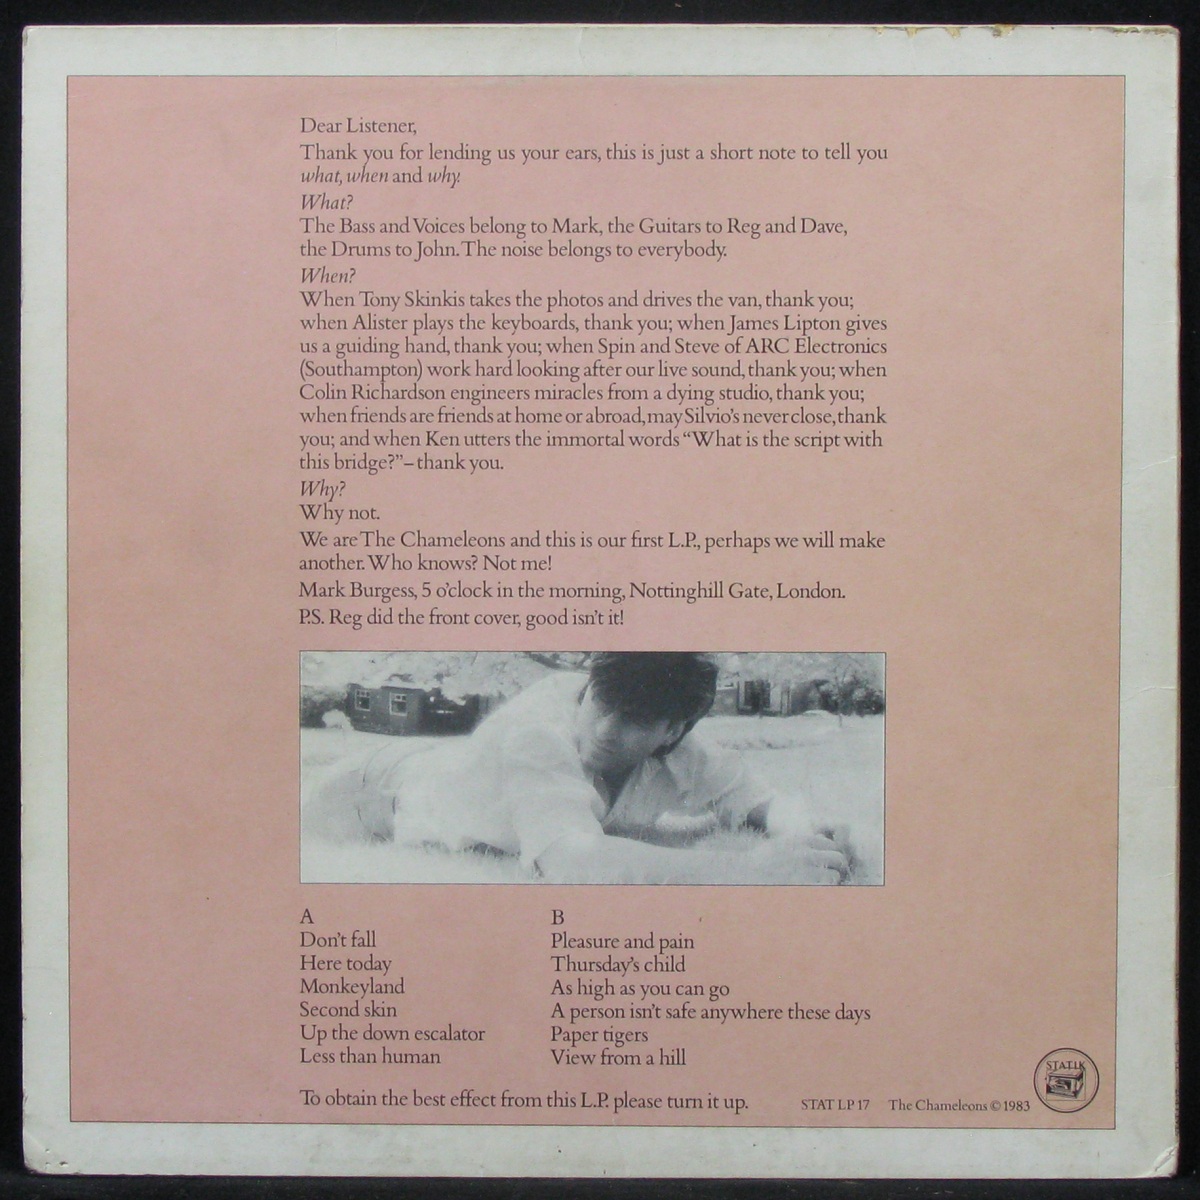 Dear Listener,
Thank you for lending us your ears, this is just a short note to tell you
what, when and why.
What?
The Bass and Voices belong to Mark, the Guitars to Reg and Dave,
the Drums to John. The noise belongs to everybody.
When?
When Tony Skinkis takes the photos and drives the van, thank you;
when Alister plays the keyboards, thank you; when James Lipton gives
us a guiding hand, thank you; when Spin and Steve of ARC Electronics
(Southampton) work hard looking after our live sound, thank you; when
Colin Richardson engineers miracles from a dying studio, thank you;
when friends are friends at home or abroad, may Silvio's never close, thank
you; and when Ken utters the immortal words “What is the script with
this bridge?”– thank you.
Why?
Why not.
We are The Chameleons and this is our first L.P., perhaps we will make
another. Who knows? Not me!
Mark Burgess, 5 o'clock in the morning, Nottinghill Gate, London.
P.S. Reg did the front cover, good isn't it!
A
Don't fall
Here today
Monkeyland
Second skin
Up the down escalator
Less than human
B
Pleasure and pain
Thursday's child
As high as you can go
A person isn't safe anywhere these days
Paper tigers
View from a hill
To obtain the best effect from this L.P. please turn it up.
STAT LP 17 The Chameleons © 1983
STATIK